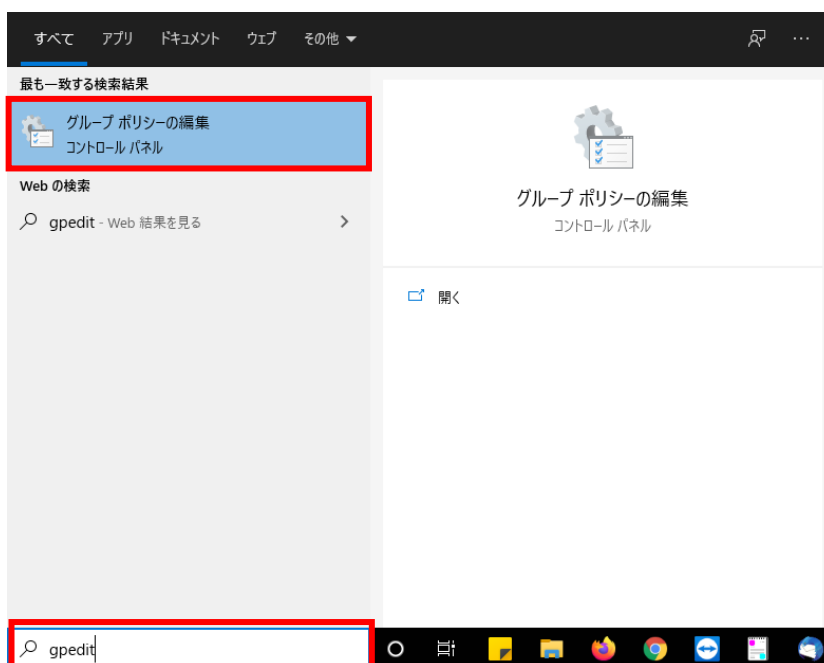 すべて アプリ ドキュメント ウェブ その他
最も一致する検索結果
グループ ポリシーの編集
コントロール パネル
Web の検索
gpedit - Web 結果を見る
グループ ポリシーの編集
コントロール パネル
開く
gpedit